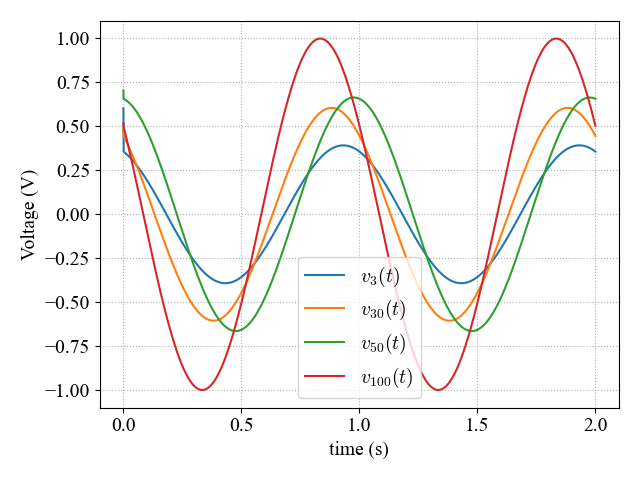 1.00
0.75
0.50
0.25
0.00
−0.25
−0.50
−0.75
−1.00
Voltage (V)
v₃(t)
v₃₀(t)
v₅₀(t)
v₁₀₀(t)
0.0 0.5 1.0 1.5 2.0
time (s)